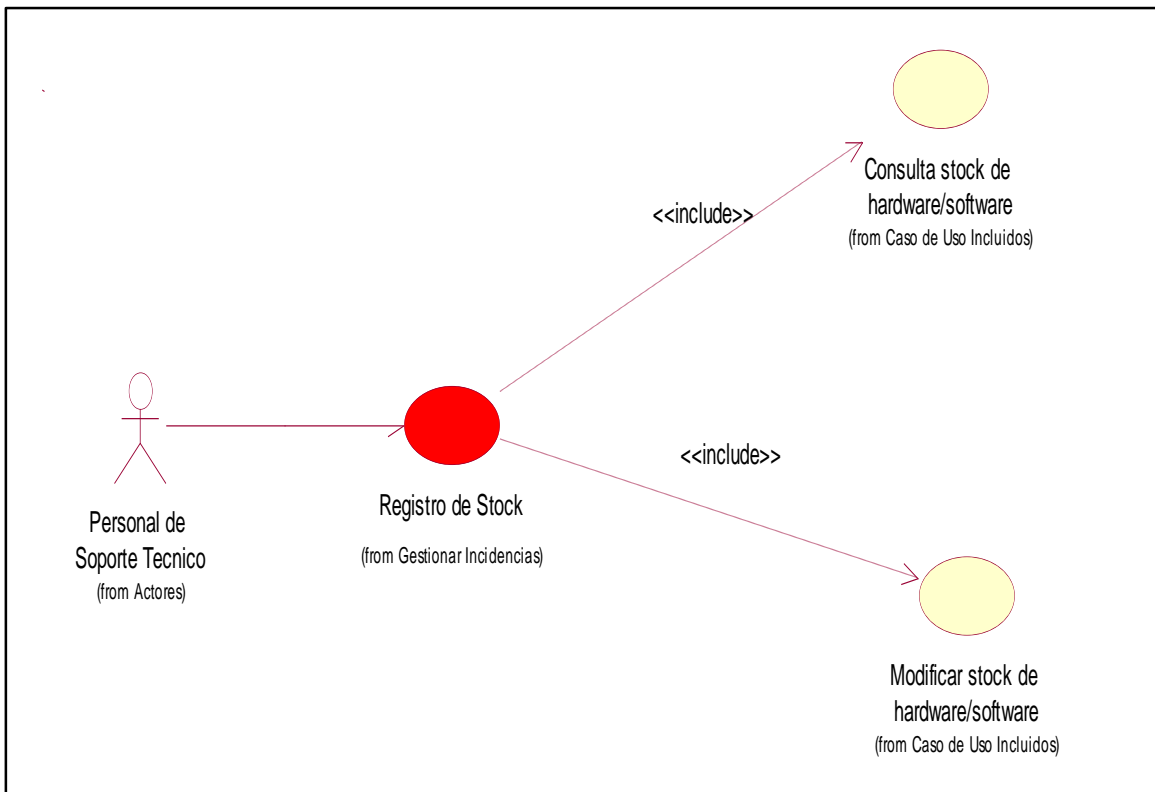 Consulta stock de
hardware/software
(from Caso de Uso Incluidos)
<<include>>
Personal de
Soporte Tecnico
(from Actores)
Registro de Stock
(from Gestionar Incidencias)
<<include>>
Modificar stock de
hardware/software
(from Caso de Uso Incluidos)